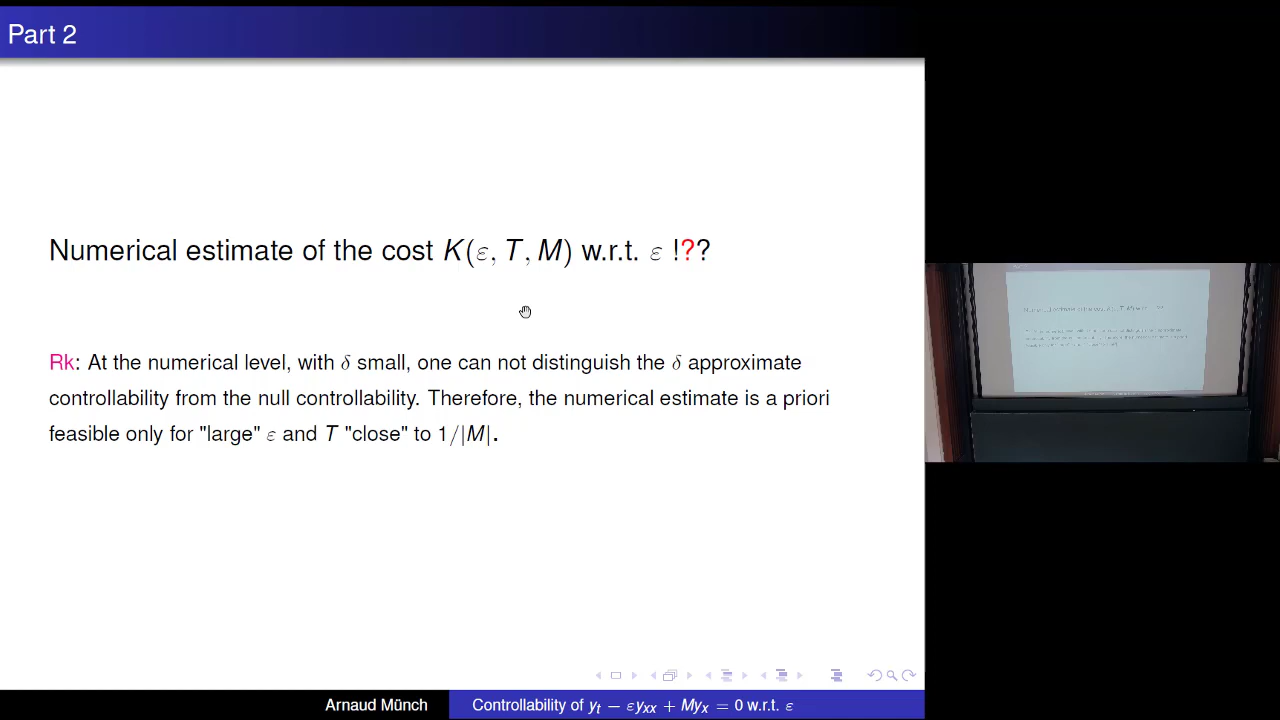 Part 2
Numerical estimate of the cost K(ε, T, M) w.r.t. ε !??
Rk: At the numerical level, with δ small, one can not distinguish the δ approximate
controllability from the null controllability. Therefore, the numerical estimate is a priori
feasible only for "large" ε and T "close" to 1/|M|.
Arnaud Münch
Controllability of yₜ − εyₓₓ + Myₓ = 0 w.r.t. ε